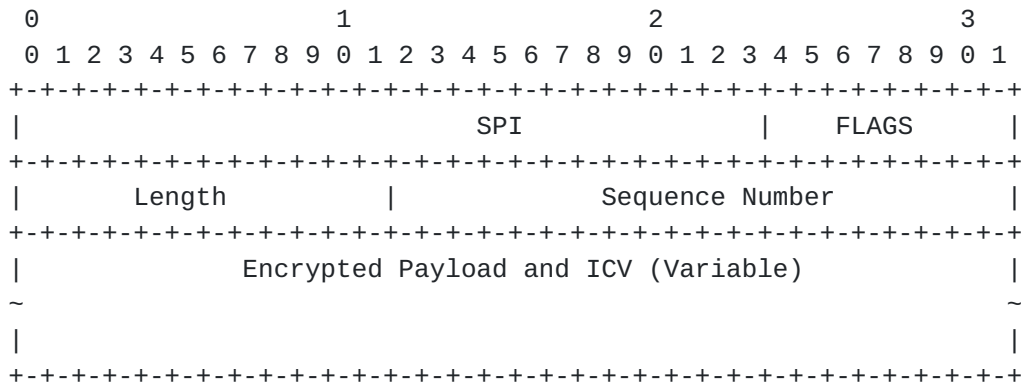 0                   1                   2                   3
 0 1 2 3 4 5 6 7 8 9 0 1 2 3 4 5 6 7 8 9 0 1 2 3 4 5 6 7 8 9 0 1
+-+-+-+-+-+-+-+-+-+-+-+-+-+-+-+-+-+-+-+-+-+-+-+-+-+-+-+-+-+-+-+-+
|                             SPI               |    FLAGS      |
+-+-+-+-+-+-+-+-+-+-+-+-+-+-+-+-+-+-+-+-+-+-+-+-+-+-+-+-+-+-+-+-+
|       Length          |             Sequence Number           |
+-+-+-+-+-+-+-+-+-+-+-+-+-+-+-+-+-+-+-+-+-+-+-+-+-+-+-+-+-+-+-+-+
|              Encrypted Payload and ICV (Variable)             |
~                                                               ~
|                                                               |
+-+-+-+-+-+-+-+-+-+-+-+-+-+-+-+-+-+-+-+-+-+-+-+-+-+-+-+-+-+-+-+-+